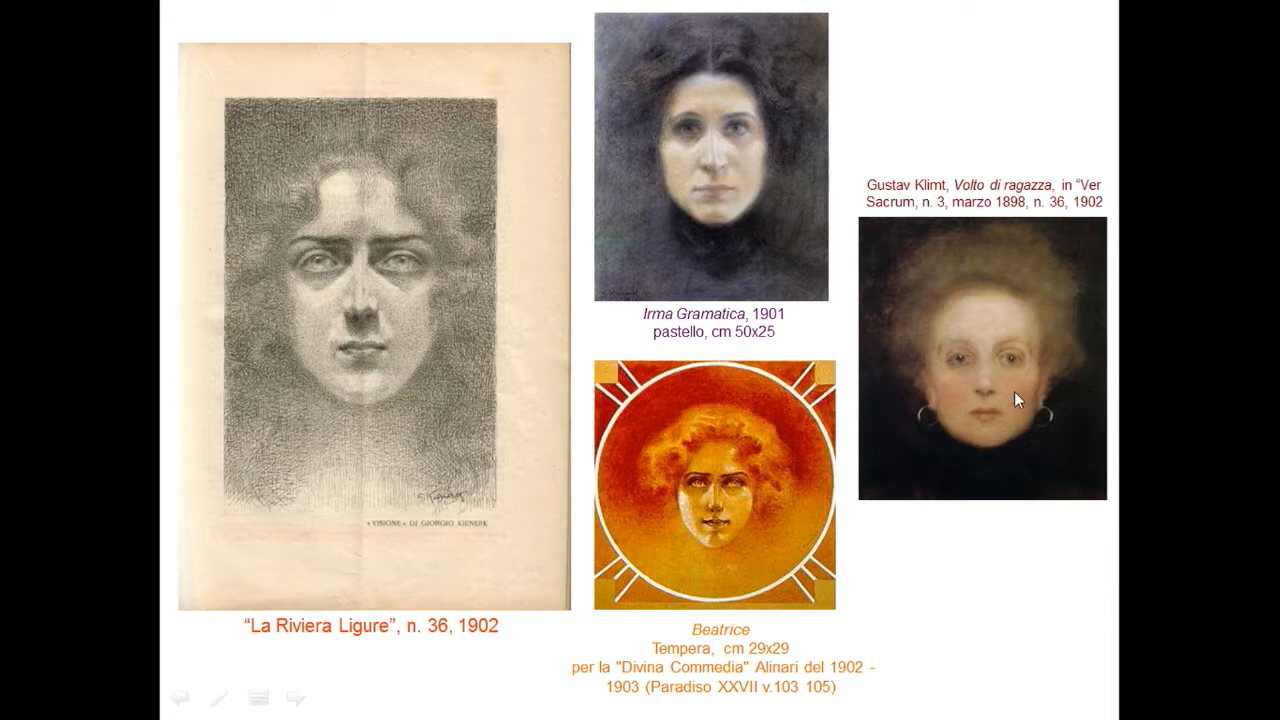 « VISIONE » DI GIORGIO KIENERK
"La Riviera Ligure", n. 36, 1902
Irma Gramatica, 1901
pastello, cm 50x25
Beatrice
Tempera, cm 29x29
per la "Divina Commedia" Alinari del 1902 -
1903 (Paradiso XXVII v.103 105)
Gustav Klimt, Volto di ragazza, in “Ver
Sacrum, n. 3, marzo 1898, n. 36, 1902